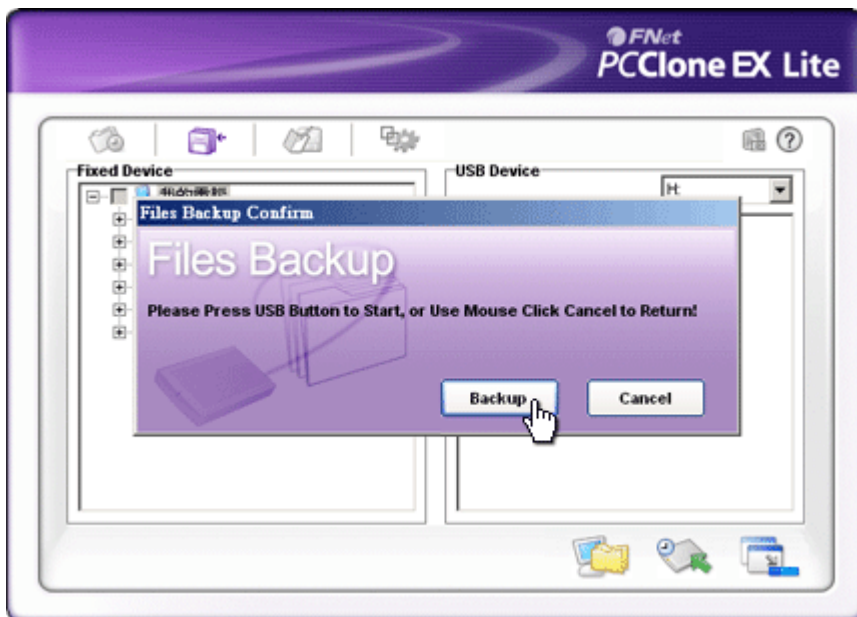 FNet
PCClone EX Lite
Fixed Device
USB Device
H:
Files Backup Confirm
Files Backup
Please Press USB Button to Start, or Use Mouse Click Cancel to Return!
Backup
Cancel